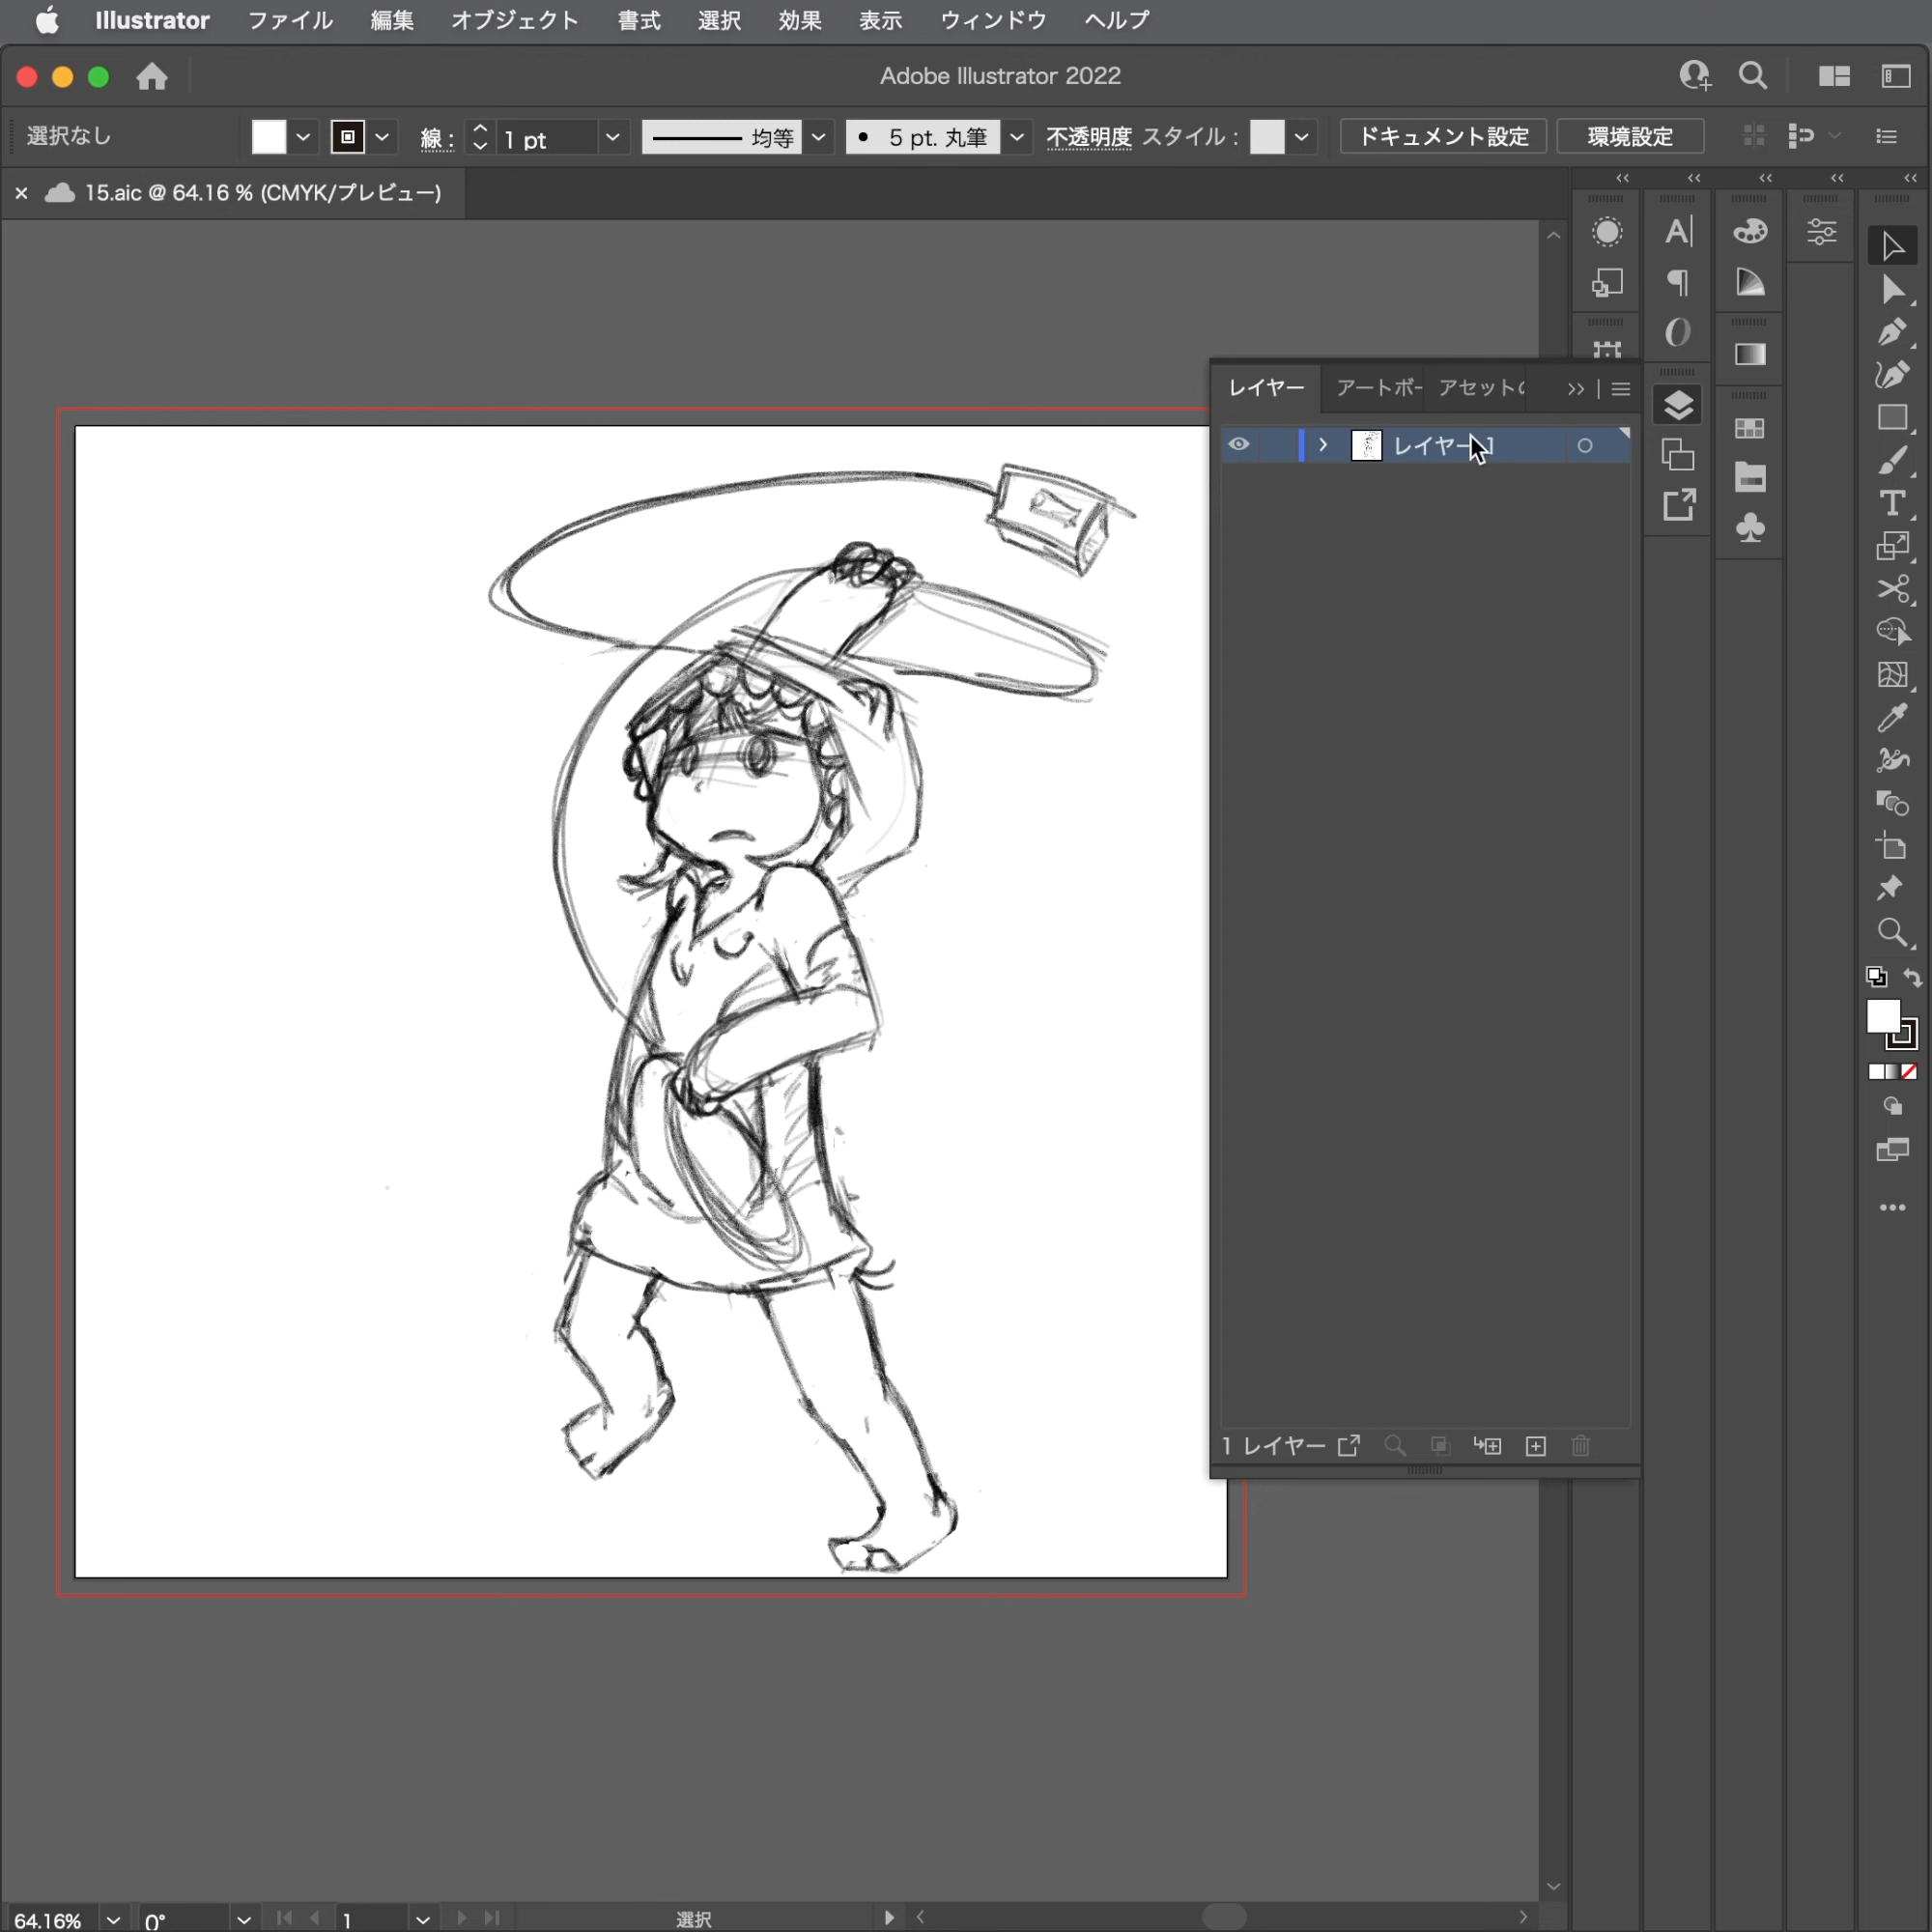 Illustrator ファイル 編集 オブジェクト 書式 選択 効果 表示 ウィンドウ ヘルプ
Adobe Illustrator 2022
選択なし 線: 1 pt 均等 5 pt. 丸筆 不透明度 スタイル: ドキュメント設定 環境設定
× 15.aic @ 64.16 % (CMYK/プレビュー)
レイヤー アートボー アセットの
レイヤー 1
1 レイヤー
64.16% 0° 1 選択